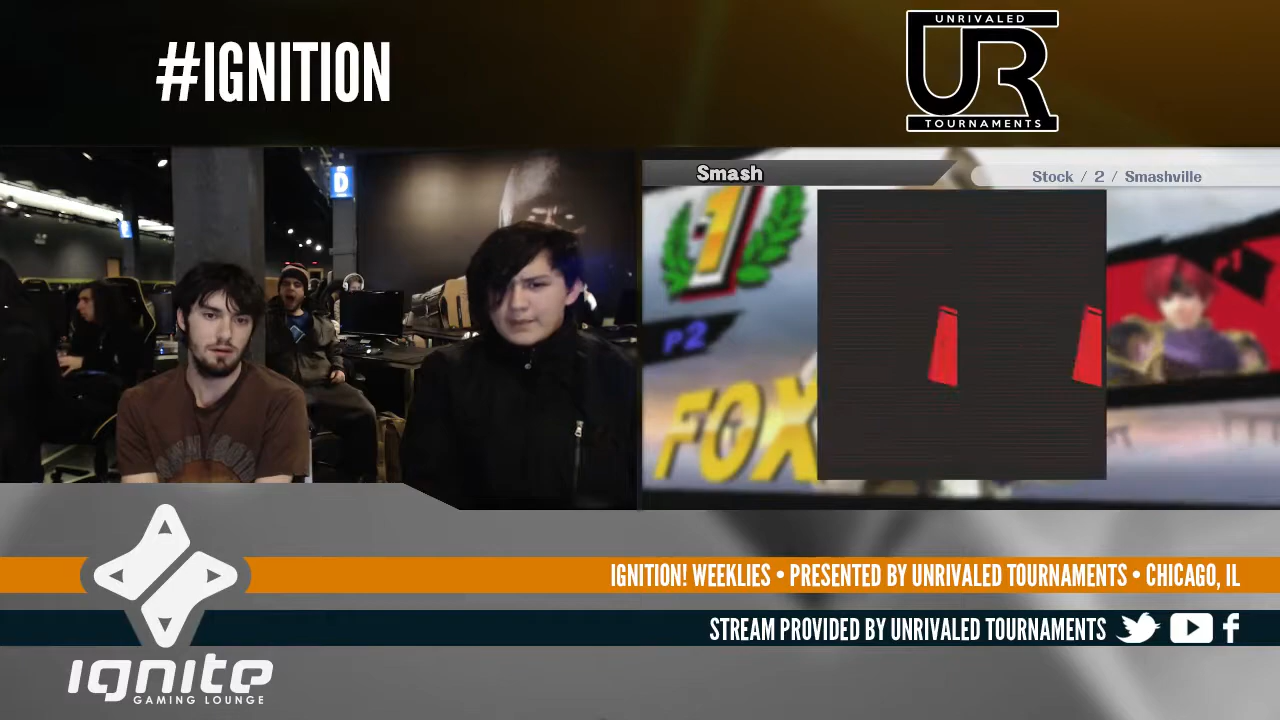 #IGNITION
UNRIVALED
UR
TOURNAMENTS
D
Smash
Stock / 2 / Smashville
1
P2
FOX
IGNITION! WEEKLIES • PRESENTED BY UNRIVALED TOURNAMENTS • CHICAGO, IL
STREAM PROVIDED BY UNRIVALED TOURNAMENTS
ignite
GAMING LOUNGE